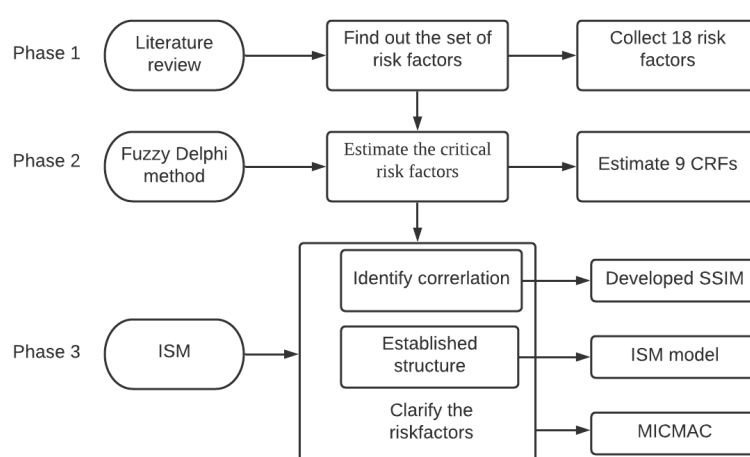 Phase 1
Literature
review
Find out the set of
risk factors
Collect 18 risk
factors
Phase 2
Fuzzy Delphi
method
Estimate the critical
risk factors
Estimate 9 CRFs
Phase 3
ISM
Identify correrlation
Developed SSIM
Established
structure
ISM model
Clarify the
riskfactors
MICMAC